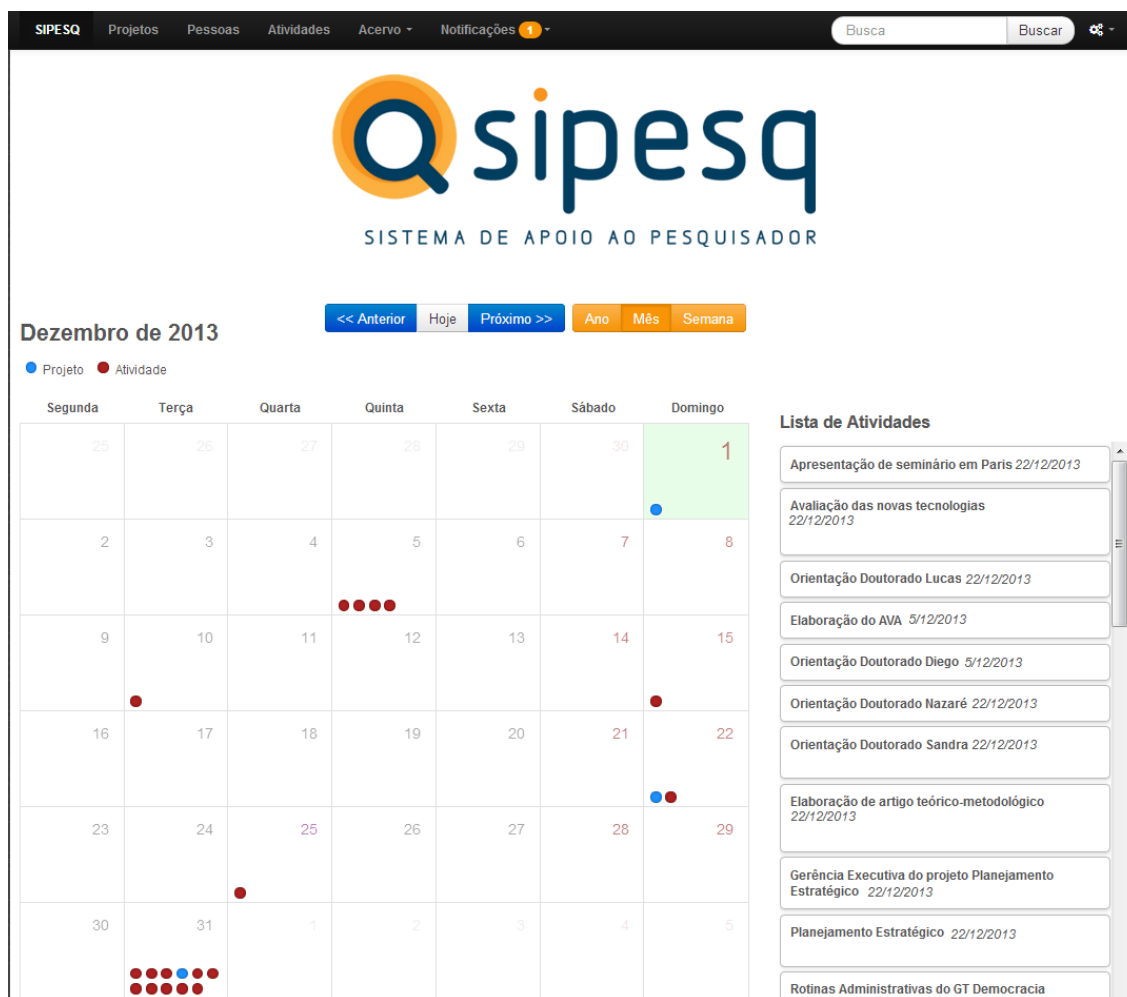 SIPESQ Projetos Pessoas Atividades Acervo Notificações 1 Busca Buscar
sipesq
SISTEMA DE APOIO AO PESQUISADOR
<< Anterior Hoje Próximo >> Ano Mês Semana
Dezembro de 2013
Projeto Atividade
Segunda Terça Quarta Quinta Sexta Sábado Domingo
25 26 27 28 29 30 1
2 3 4 5 6 7 8
9 10 11 12 13 14 15
16 17 18 19 20 21 22
23 24 25 26 27 28 29
30 31 1 2 3 4 5
Lista de Atividades
Apresentação de seminário em Paris 22/12/2013
Avaliação das novas tecnologias
22/12/2013
Orientação Doutorado Lucas 22/12/2013
Elaboração do AVA 5/12/2013
Orientação Doutorado Diego 5/12/2013
Orientação Doutorado Nazaré 22/12/2013
Orientação Doutorado Sandra 22/12/2013
Elaboração de artigo teórico-metodológico
22/12/2013
Gerência Executiva do projeto Planejamento
Estratégico 22/12/2013
Planejamento Estratégico 22/12/2013
Rotinas Administrativas do GT Democracia